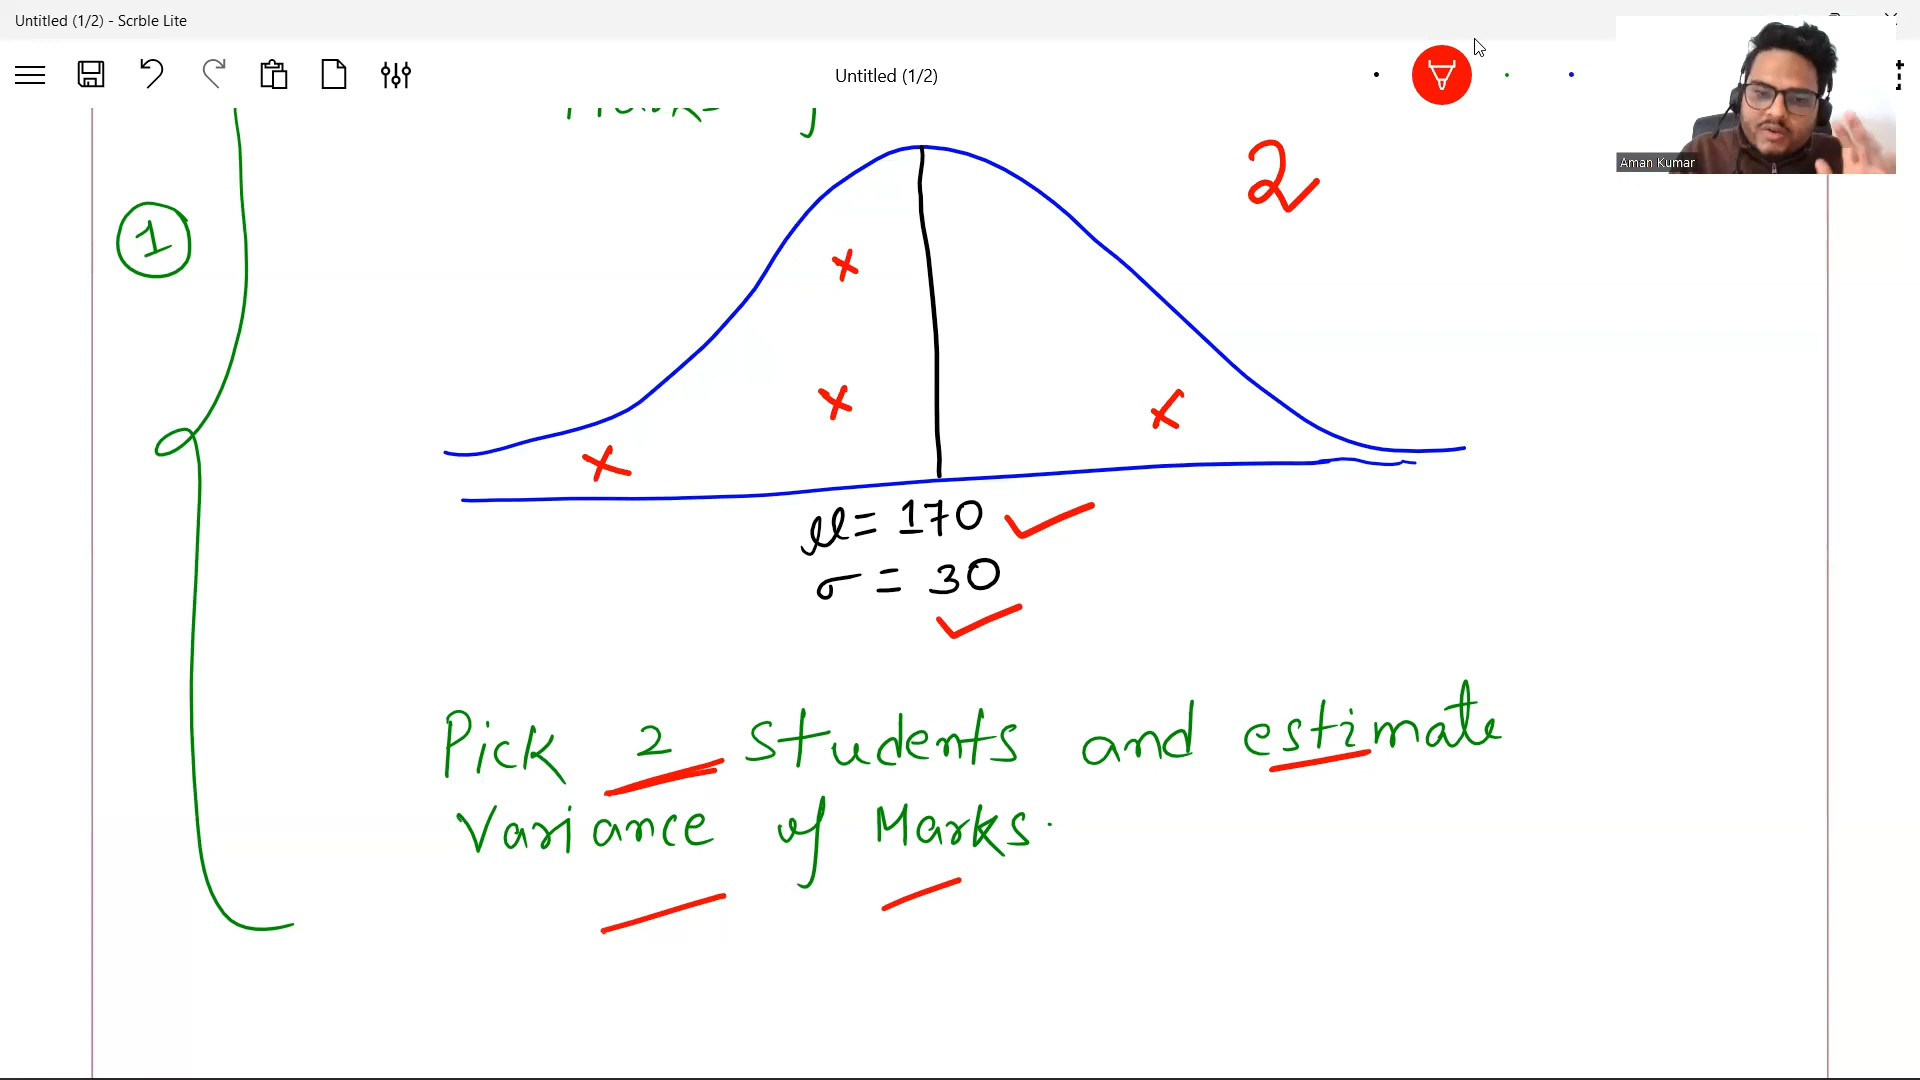 Untitled (1/2) - Scrble Lite
Untitled (1/2)
Aman Kumar
2
1
μ = 170
σ = 30
Pick 2 students and estimate
Variance of Marks.